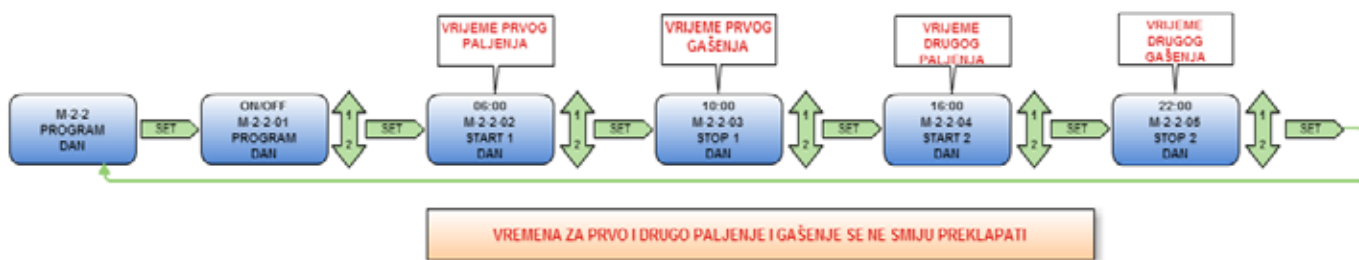 VRIJEME PRVOG
PALJENJA
VRIJEME PRVOG
GAŠENJA
VRIJEME
DRUGOG
PALJENJA
VRIJEME
DRUGOG
GAŠENJA
M-2-2
PROGRAM
DAN
SET
ON/OFF
M-2-2-01
PROGRAM
DAN
1
2
SET
06:00
M-2-2-02
START 1
DAN
1
2
SET
10:00
M-2-2-03
STOP 1
DAN
1
2
SET
16:00
M-2-2-04
START 2
DAN
1
2
SET
22:00
M-2-2-05
STOP 2
DAN
1
2
SET
VREMENA ZA PRVO I DRUGO PALJENJE I GAŠENJE SE NE SMIJU PREKLAPATI